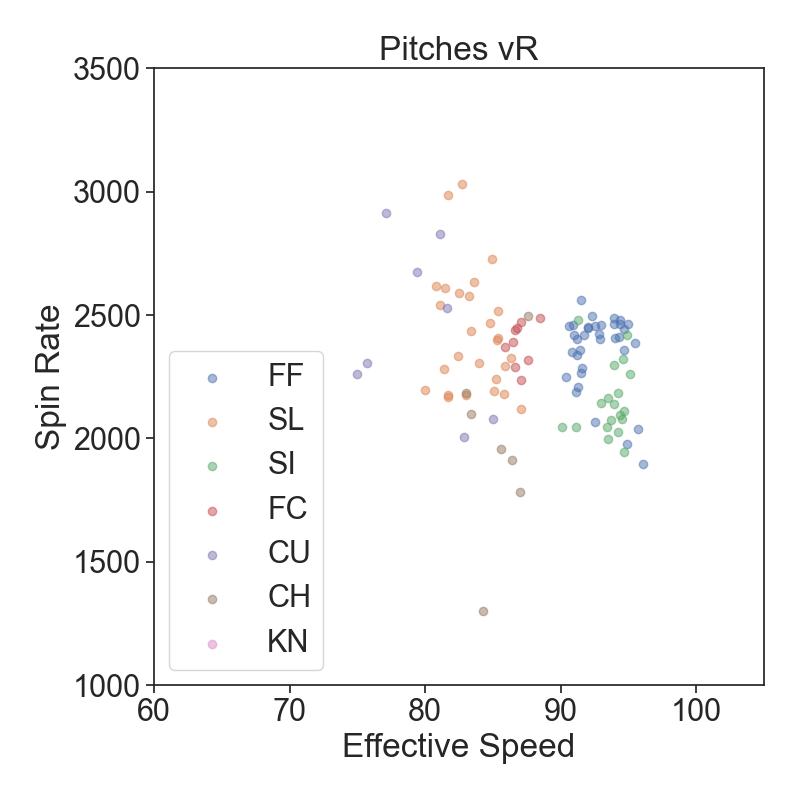 Pitches vR
3500
3000
2500
2000
1500
1000
Spin Rate
FF
SL
SI
FC
CU
CH
KN
60 70 80 90 100
Effective Speed